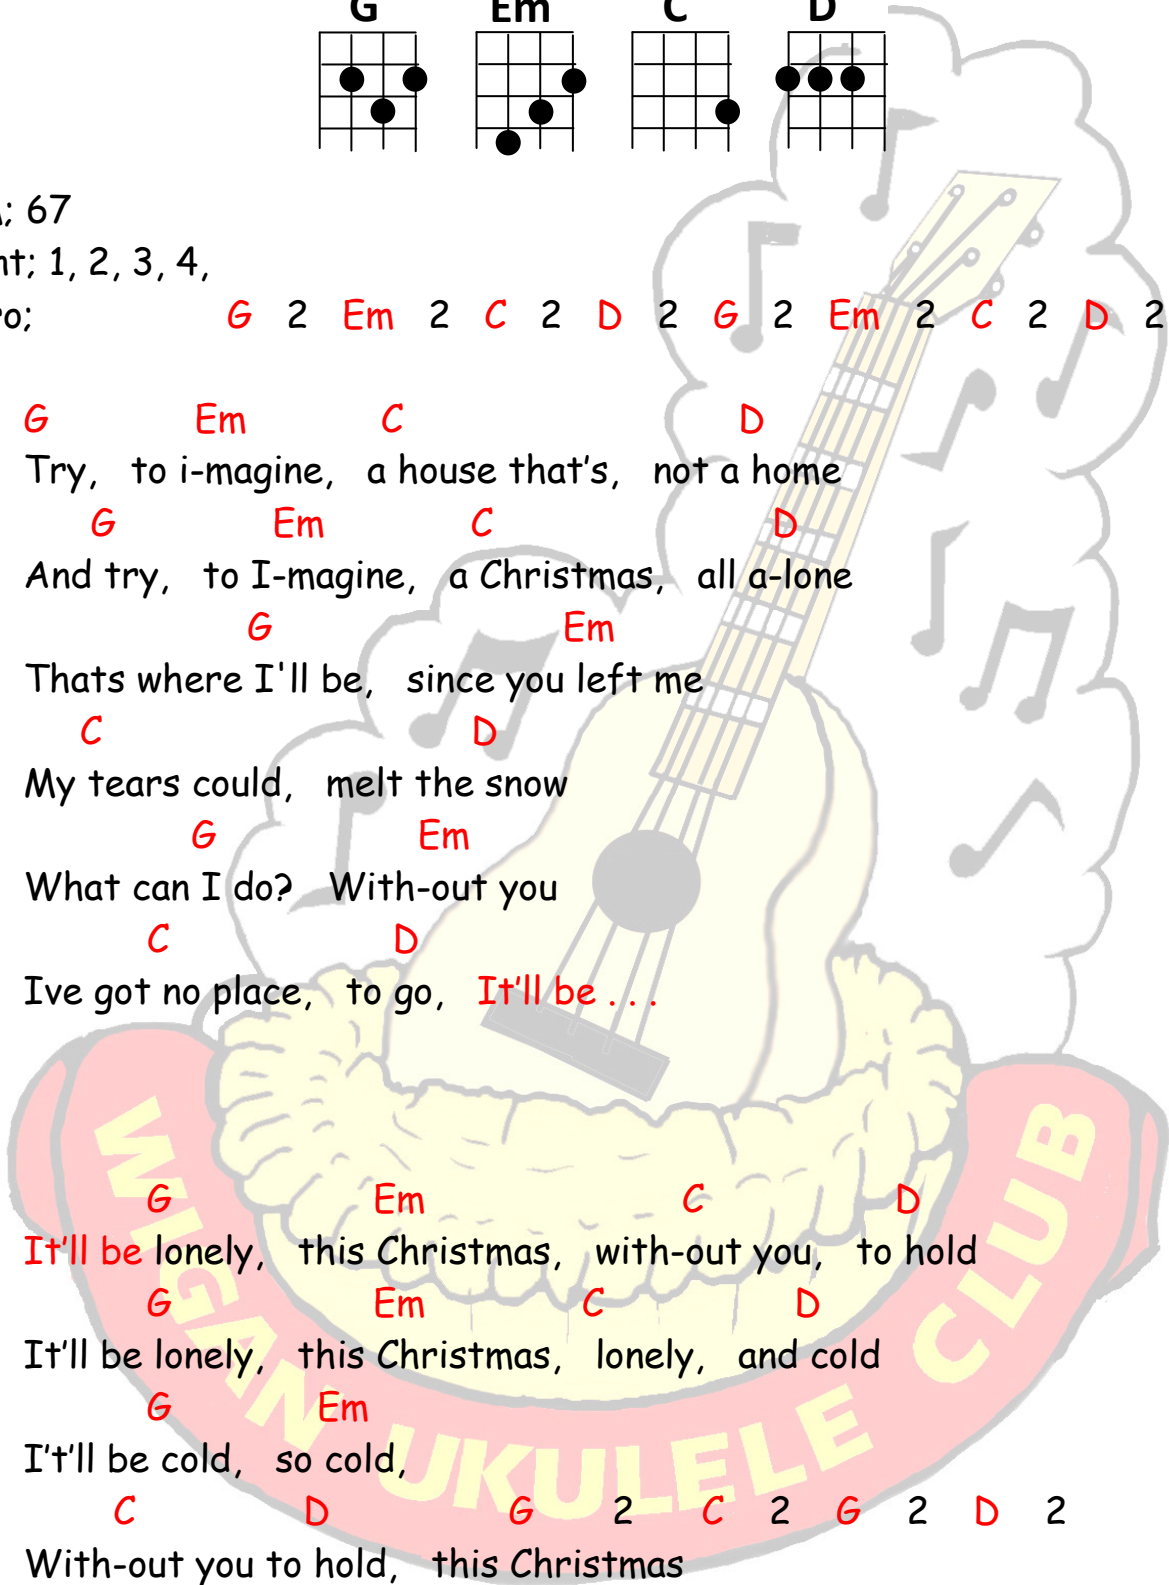 G Em C D
; 67
nt; 1, 2, 3, 4,
ro; G 2 Em 2 C 2 D 2 G 2 Em 2 C 2 D 2
G Em C D
Try, to i-magine, a house that's, not a home
G Em C D
And try, to I-magine, a Christmas, all a-lone
G Em
Thats where I'll be, since you left me
C D
My tears could, melt the snow
G Em
What can I do? With-out you
C D
Ive got no place, to go, It'll be . . .
G Em C D
It'll be lonely, this Christmas, with-out you, to hold
G Em C D
It'll be lonely, this Christmas, lonely, and cold
G Em
I't'll be cold, so cold,
C D G 2 C 2 G 2 D 2
With-out you to hold, this Christmas
WIGAN UKULELE CLUB